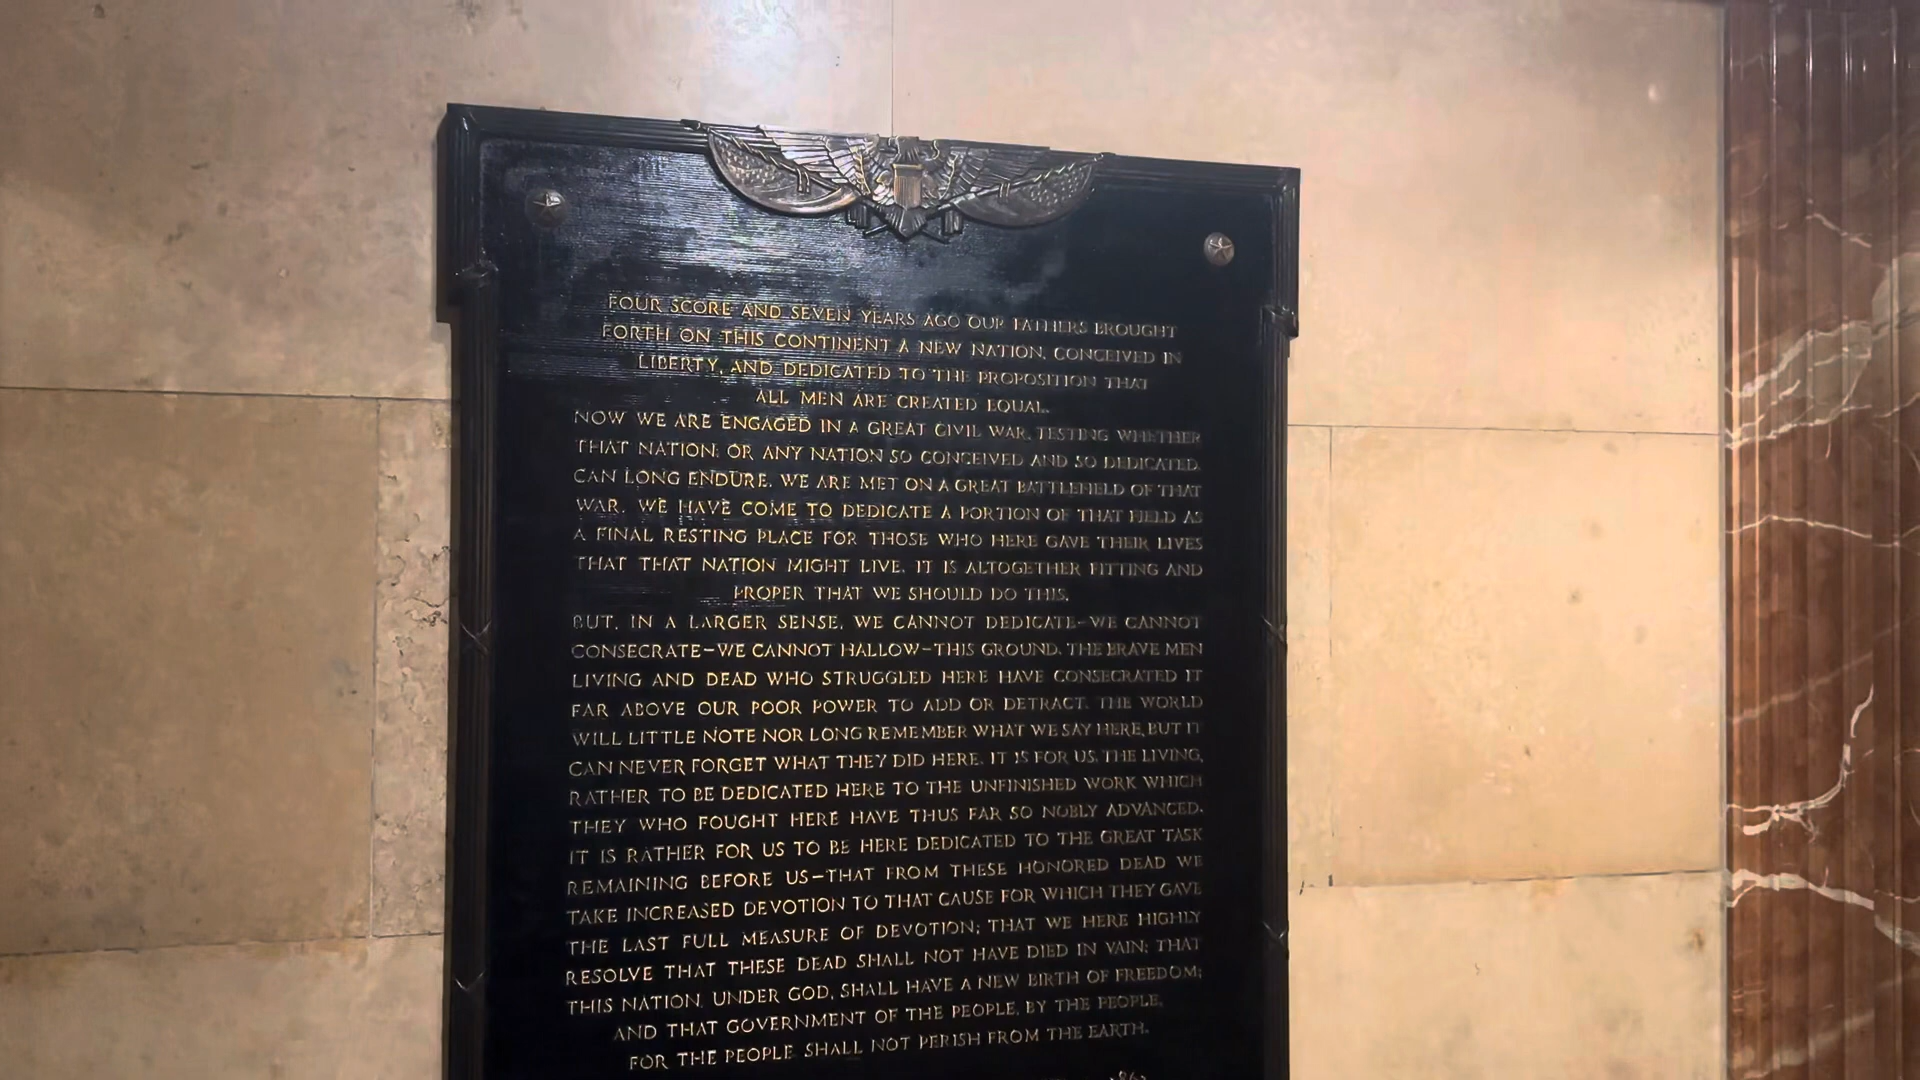 FOUR SCORE AND SEVEN YEARS AGO OUR FATHERS BROUGHT
FORTH ON THIS CONTINENT A NEW NATION, CONCEIVED IN
LIBERTY, AND DEDICATED TO THE PROPOSITION THAT
ALL MEN ARE CREATED EQUAL.
NOW WE ARE ENGAGED IN A GREAT CIVIL WAR, TESTING WHETHER
THAT NATION, OR ANY NATION SO CONCEIVED AND SO DEDICATED,
CAN LONG ENDURE. WE ARE MET ON A GREAT BATTLEFIELD OF THAT
WAR. WE HAVE COME TO DEDICATE A PORTION OF THAT FIELD AS
A FINAL RESTING PLACE FOR THOSE WHO HERE GAVE THEIR LIVES
THAT THAT NATION MIGHT LIVE. IT IS ALTOGETHER FITTING AND
PROPER THAT WE SHOULD DO THIS.
BUT, IN A LARGER SENSE, WE CANNOT DEDICATE—WE CANNOT
CONSECRATE—WE CANNOT HALLOW—THIS GROUND. THE BRAVE MEN
LIVING AND DEAD WHO STRUGGLED HERE HAVE CONSECRATED IT
FAR ABOVE OUR POOR POWER TO ADD OR DETRACT. THE WORLD
WILL LITTLE NOTE NOR LONG REMEMBER WHAT WE SAY HERE, BUT IT
CAN NEVER FORGET WHAT THEY DID HERE. IT IS FOR US, THE LIVING,
RATHER TO BE DEDICATED HERE TO THE UNFINISHED WORK WHICH
THEY WHO FOUGHT HERE HAVE THUS FAR SO NOBLY ADVANCED.
IT IS RATHER FOR US TO BE HERE DEDICATED TO THE GREAT TASK
REMAINING BEFORE US—THAT FROM THESE HONORED DEAD WE
TAKE INCREASED DEVOTION TO THAT CAUSE FOR WHICH THEY GAVE
THE LAST FULL MEASURE OF DEVOTION; THAT WE HERE HIGHLY
RESOLVE THAT THESE DEAD SHALL NOT HAVE DIED IN VAIN; THAT
THIS NATION, UNDER GOD, SHALL HAVE A NEW BIRTH OF FREEDOM;
AND THAT GOVERNMENT OF THE PEOPLE, BY THE PEOPLE,
FOR THE PEOPLE SHALL NOT PERISH FROM THE EARTH.